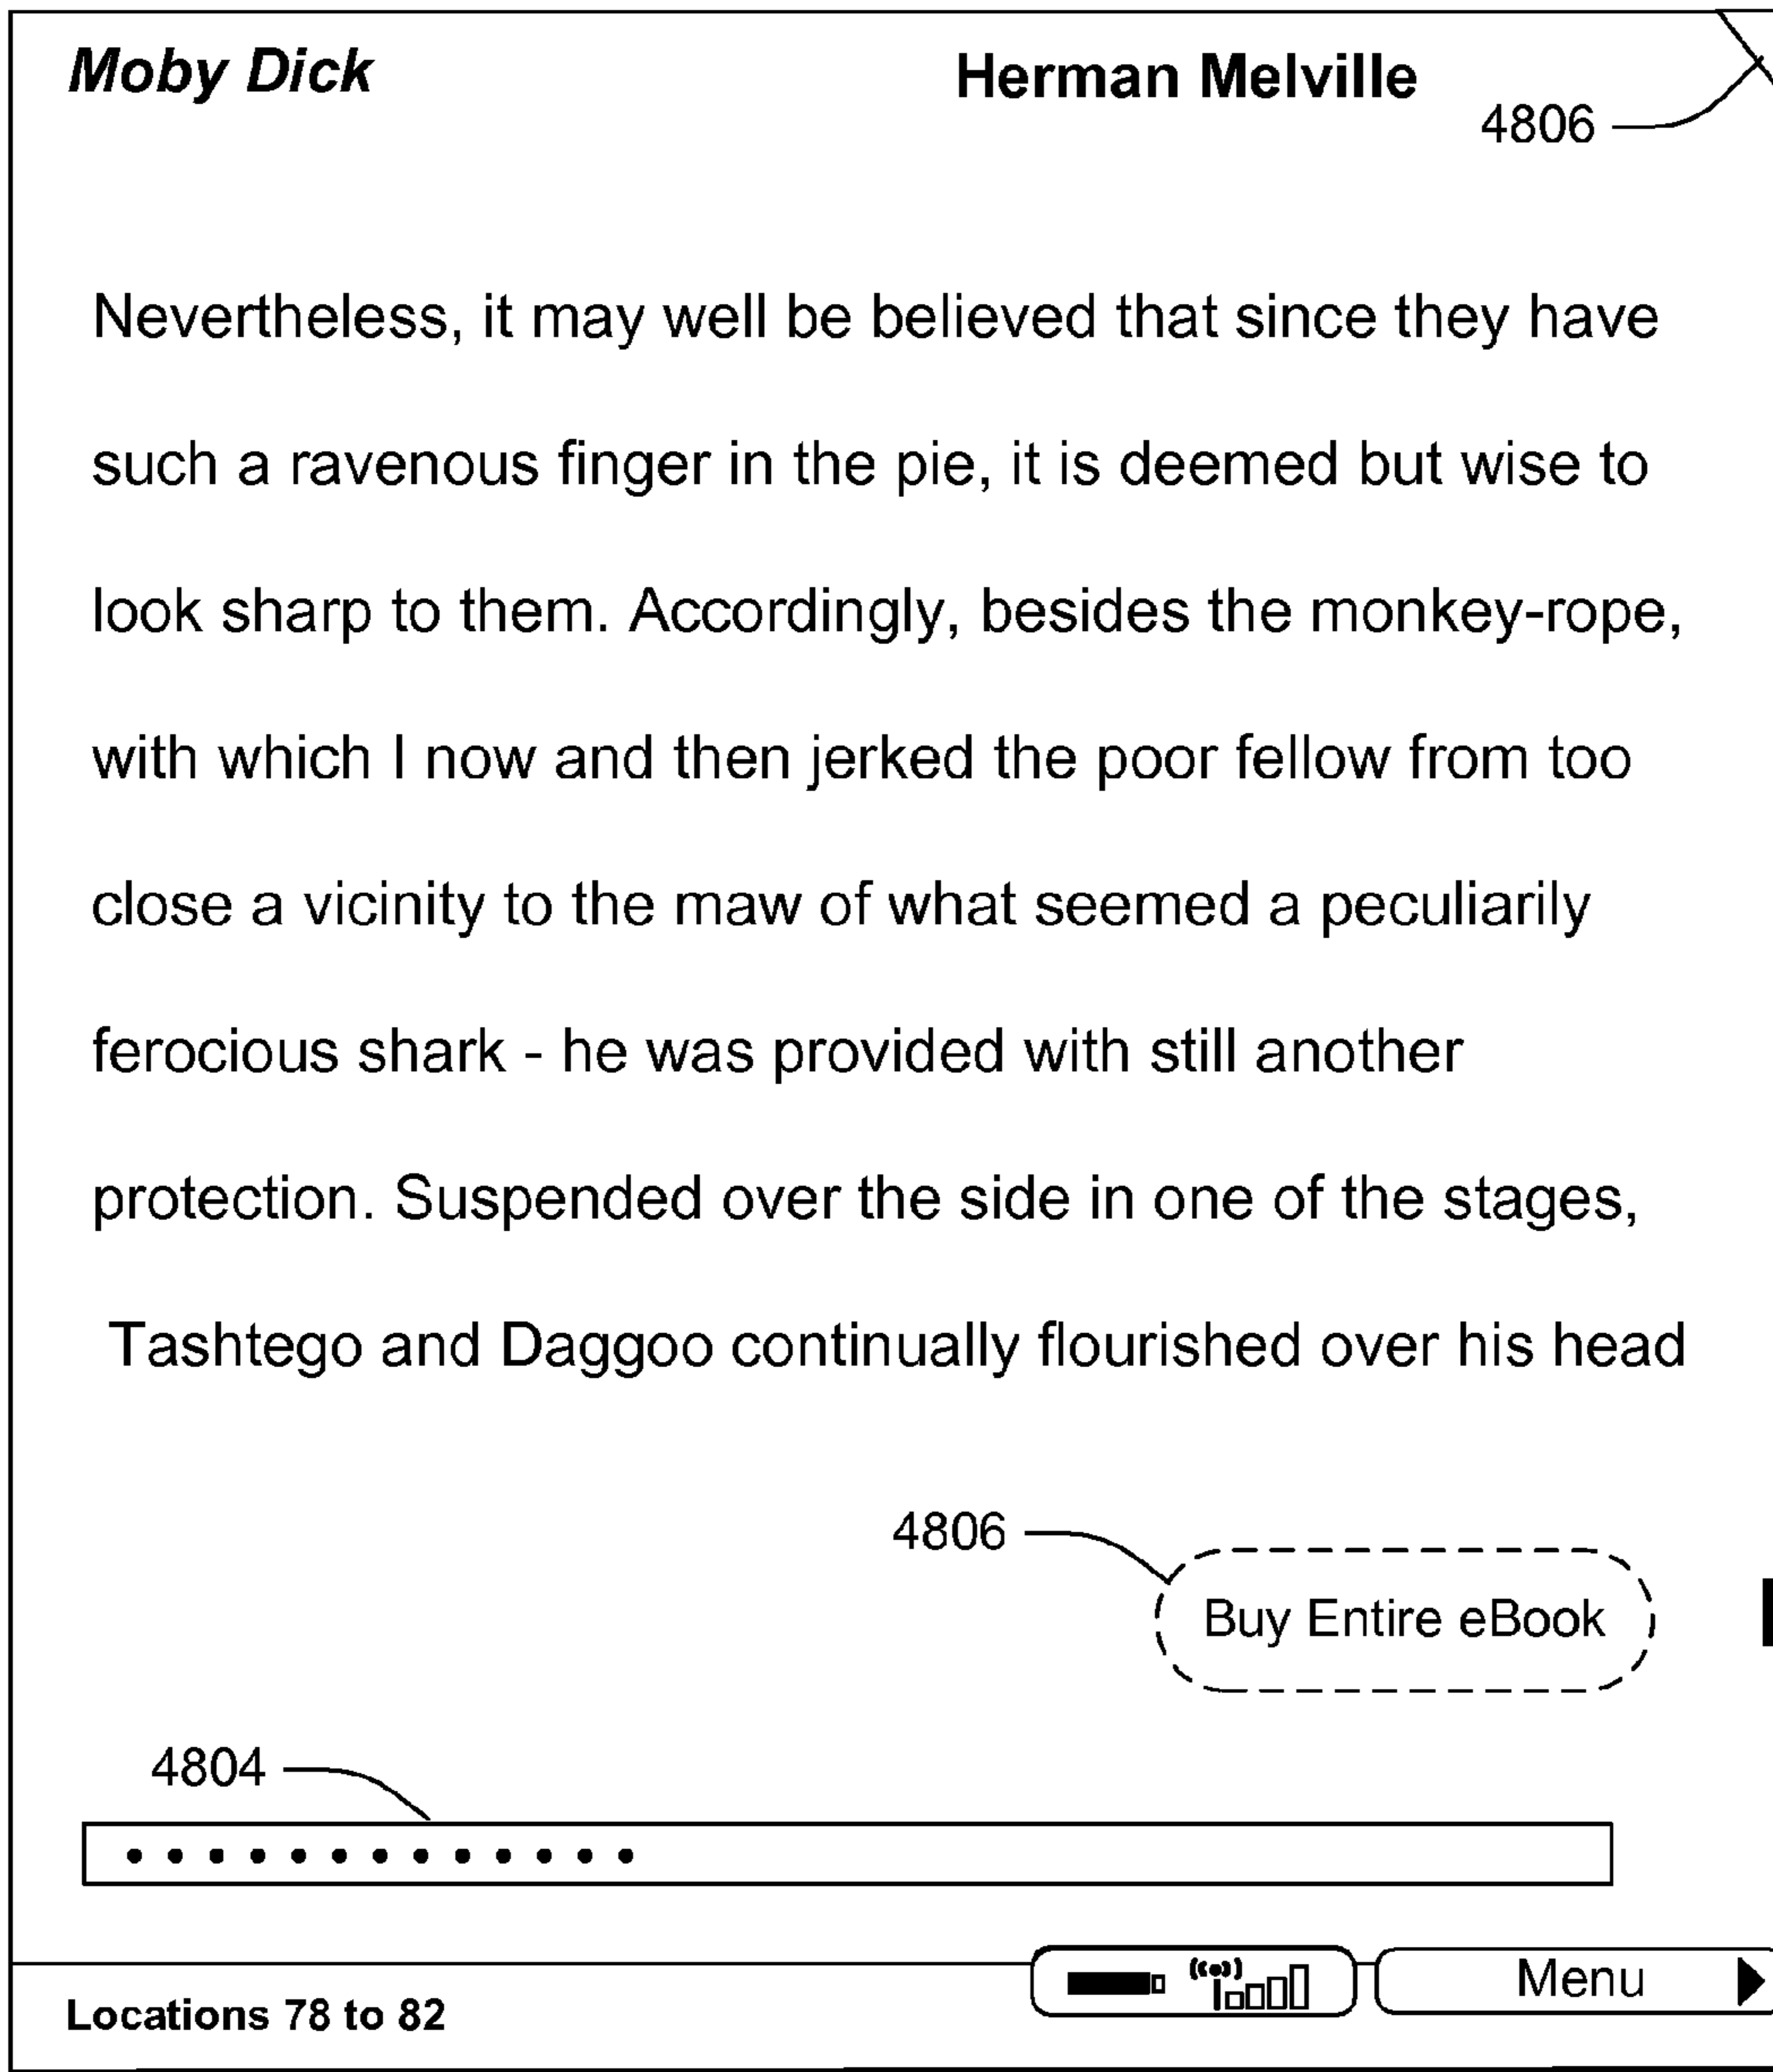 Moby Dick Herman Melville
4806
Nevertheless, it may well be believed that since they have
such a ravenous finger in the pie, it is deemed but wise to
look sharp to them. Accordingly, besides the monkey-rope,
with which I now and then jerked the poor fellow from too
close a vicinity to the maw of what seemed a peculiarily
ferocious shark - he was provided with still another
protection. Suspended over the side in one of the stages,
Tashtego and Daggoo continually flourished over his head
4806
Buy Entire eBook
4804
Menu
Locations 78 to 82